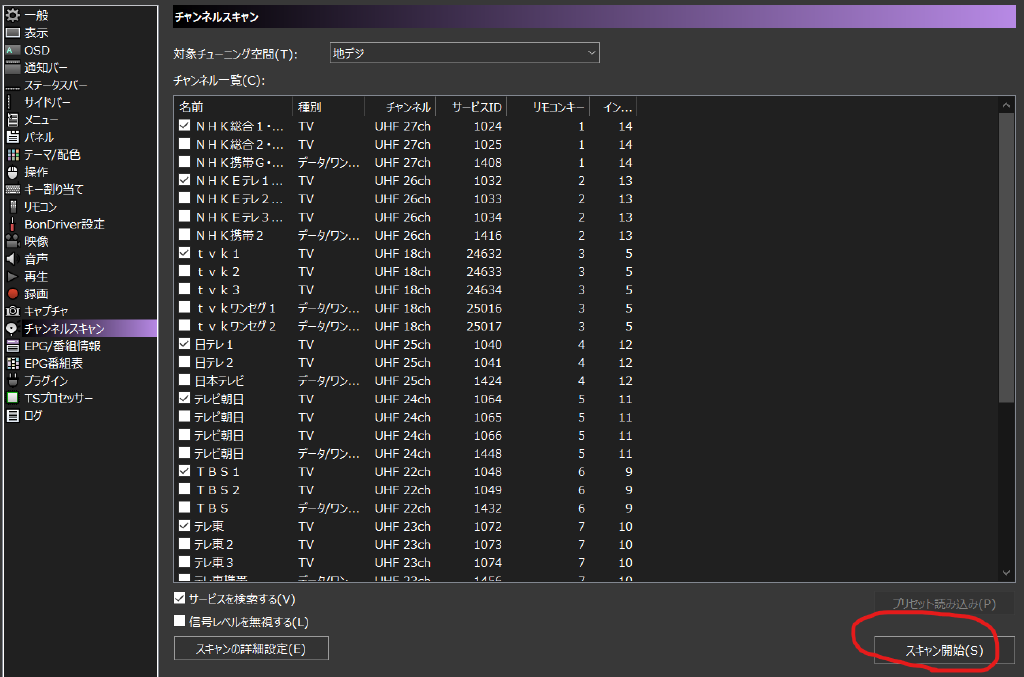 一般
表示
OSD
通知バー
ステータスバー
サイドバー
メニュー
パネル
テーマ/配色
操作
キー割り当て
リモコン
BonDriver設定
映像
音声
再生
録画
キャプチャ
チャンネルスキャン
EPG/番組情報
EPG番組表
プラグイン
TSプロセッサー
ログ
チャンネルスキャン
対象チューニング空間(T): 地デジ
チャンネル一覧(C):
名前 種別 チャンネル サービスID リモコンキー イン...
ＮＨＫ総合１・... TV UHF 27ch 1024 1 14
ＮＨＫ総合２・... TV UHF 27ch 1025 1 14
ＮＨＫ携帯Ｇ・... データ/ワン... UHF 27ch 1408 1 14
ＮＨＫＥテレ１... TV UHF 26ch 1032 2 13
ＮＨＫＥテレ２... TV UHF 26ch 1033 2 13
ＮＨＫＥテレ３... TV UHF 26ch 1034 2 13
ＮＨＫ携帯２ データ/ワン... UHF 26ch 1416 2 13
ｔｖｋ１ TV UHF 18ch 24632 3 5
ｔｖｋ２ TV UHF 18ch 24633 3 5
ｔｖｋ３ TV UHF 18ch 24634 3 5
ｔｖｋワンセグ１ データ/ワン... UHF 18ch 25016 3 5
ｔｖｋワンセグ２ データ/ワン... UHF 18ch 25017 3 5
日テレ１ TV UHF 25ch 1040 4 12
日テレ２ TV UHF 25ch 1041 4 12
日本テレビ データ/ワン... UHF 25ch 1424 4 12
テレビ朝日 TV UHF 24ch 1064 5 11
テレビ朝日 TV UHF 24ch 1065 5 11
テレビ朝日 TV UHF 24ch 1066 5 11
テレビ朝日 データ/ワン... UHF 24ch 1448 5 11
ＴＢＳ１ TV UHF 22ch 1048 6 9
ＴＢＳ２ TV UHF 22ch 1049 6 9
ＴＢＳ データ/ワン... UHF 22ch 1432 6 9
テレ東 TV UHF 23ch 1072 7 10
テレ東２ TV UHF 23ch 1073 7 10
テレ東３ TV UHF 23ch 1074 7 10
テレ東携帯 データ/ワン... UHF 23ch 1456 7 10
サービスを検索する(V)
プリセット読み込み(P)
信号レベルを無視する(L)
スキャンの詳細設定(E)
スキャン開始(S)